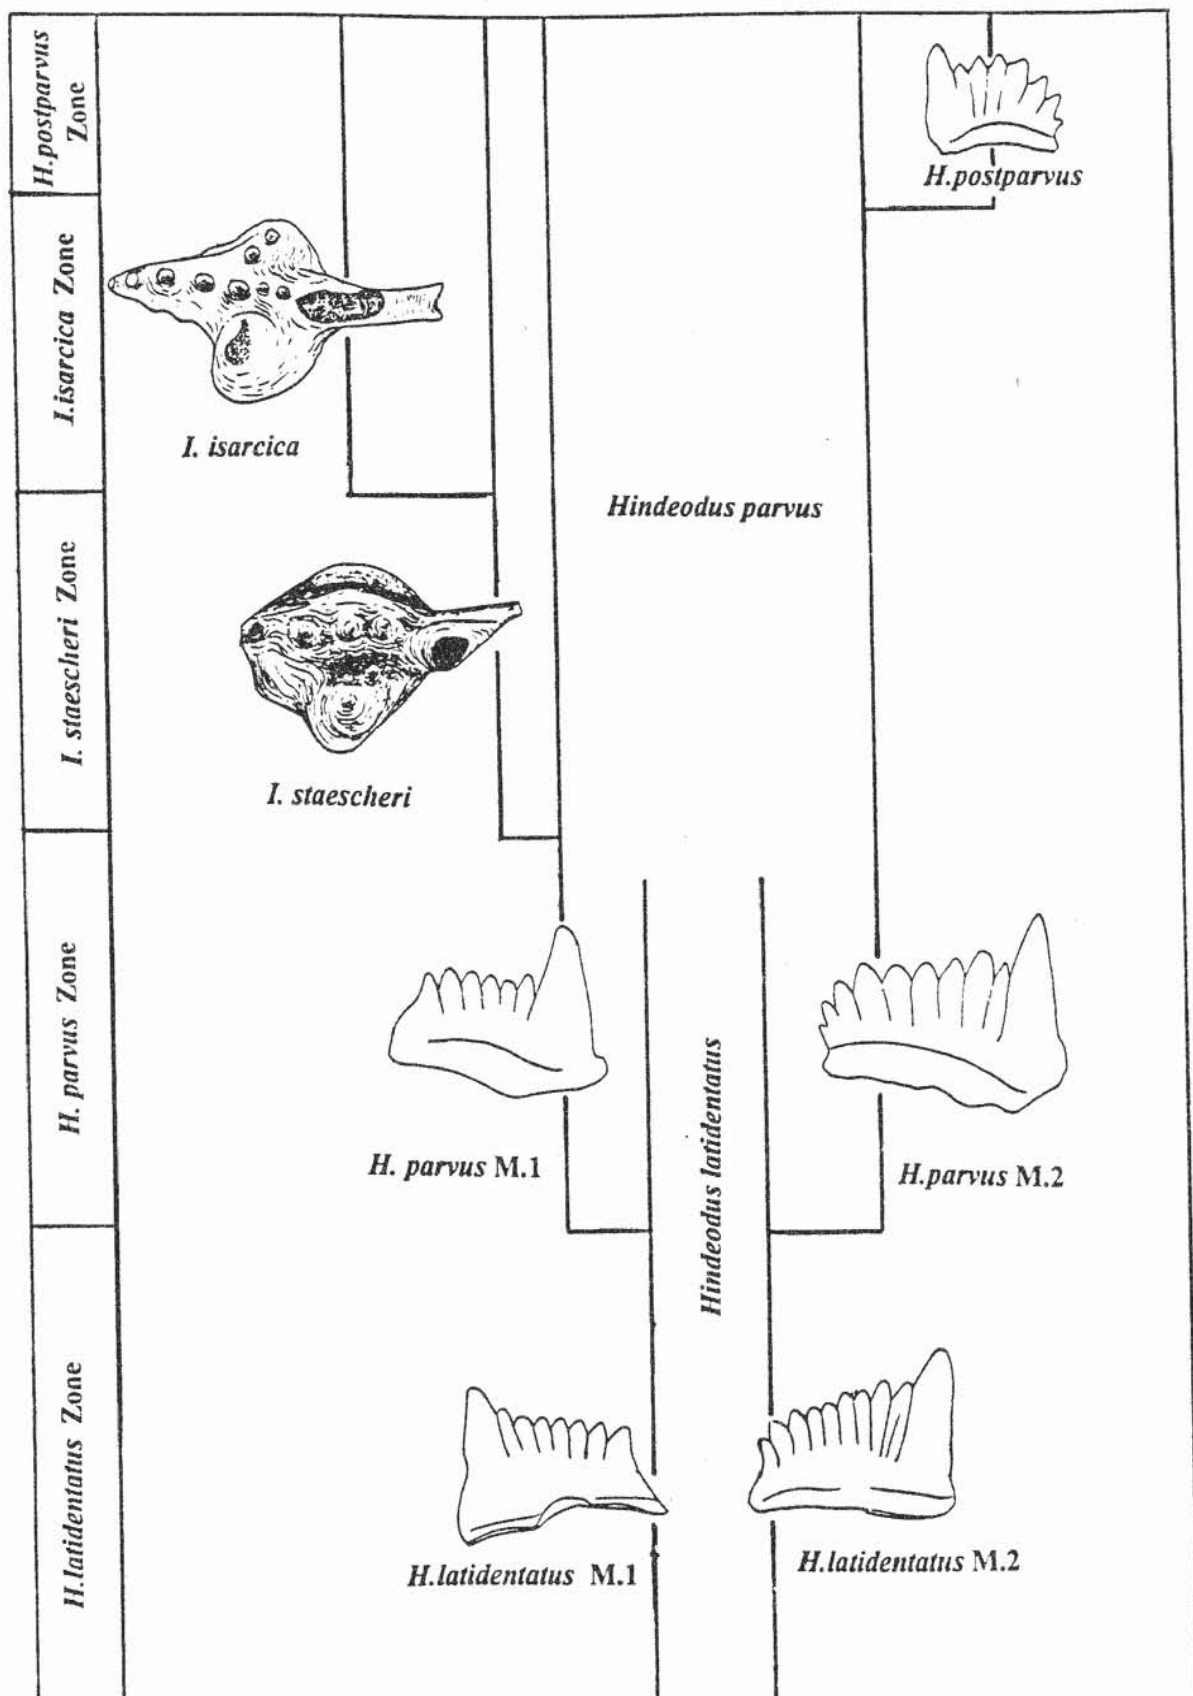 H.postparvus
Zone
H.postparvus
I.isarcica Zone
I. isarcica
Hindeodus parvus
I. staescheri Zone
I. staescheri
H. parvus Zone
H. parvus M.1
H.parvus M.2
Hindeodus latidentatus
H.latidentatus Zone
H.latidentatus M.1
H.latidentatus M.2